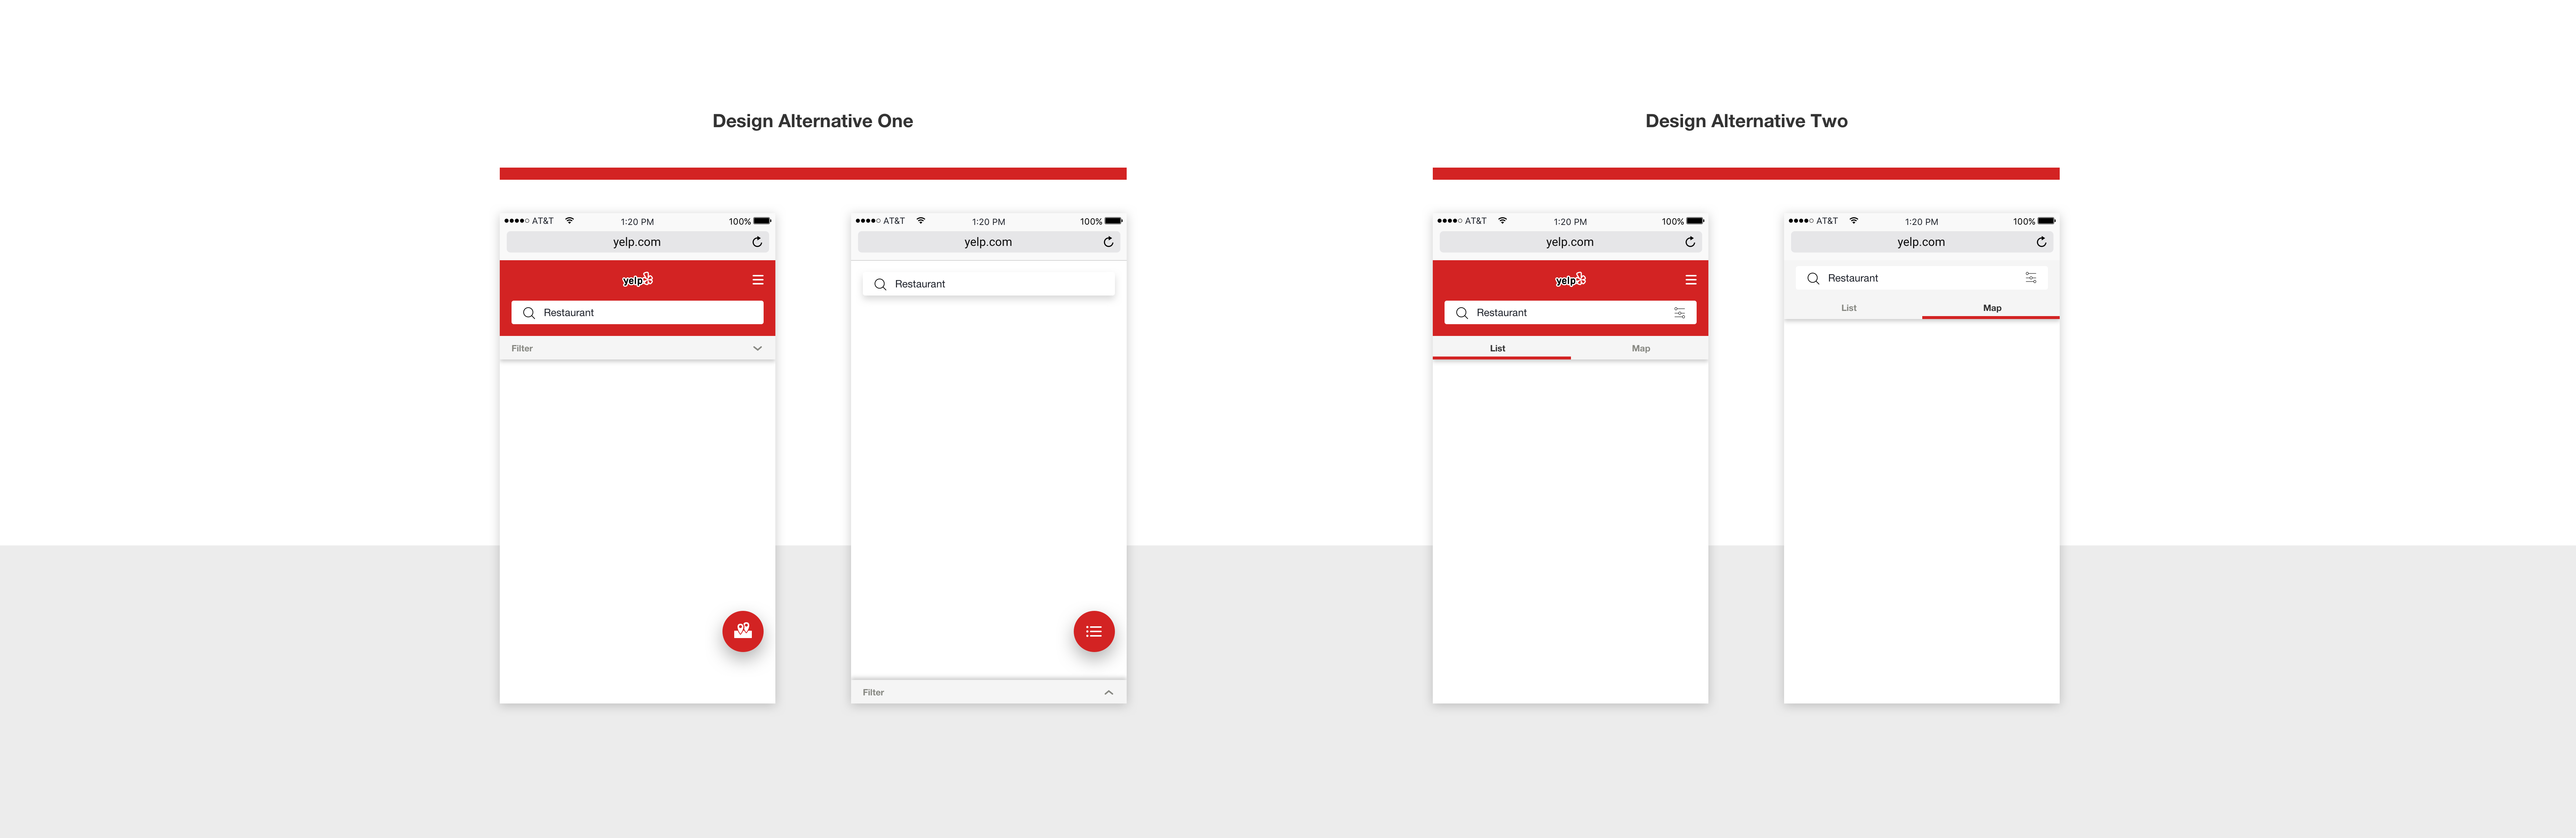 Design Alternative One
AT&T 1:20 PM 100%
yelp.com
yelp
Restaurant
Filter
AT&T 1:20 PM 100%
yelp.com
Restaurant
Filter
Design Alternative Two
AT&T 1:20 PM 100%
yelp.com
yelp
Restaurant
List Map
AT&T 1:20 PM 100%
yelp.com
Restaurant
List Map